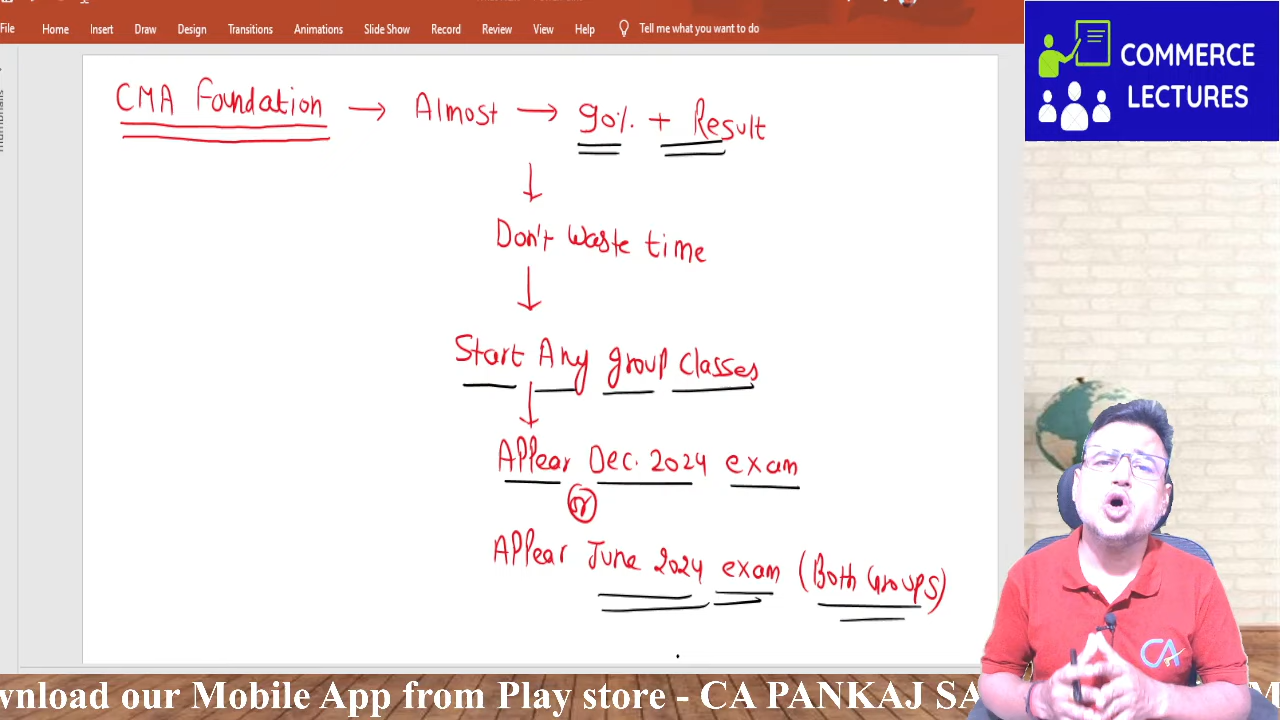 File Home Insert Draw Design Transitions Animations Slide Show Record Review View Help Tell me what you want to do
COMMERCE
LECTURES
CMA Foundation → Almost → 90% + Result
↓
Don't waste time
↓
Start Any group classes
↓
Appear Dec. 2024 exam
or
Appear June 2024 exam (Both Groups)
CA
wnload our Mobile App from Play store - CA PANKAJ SA